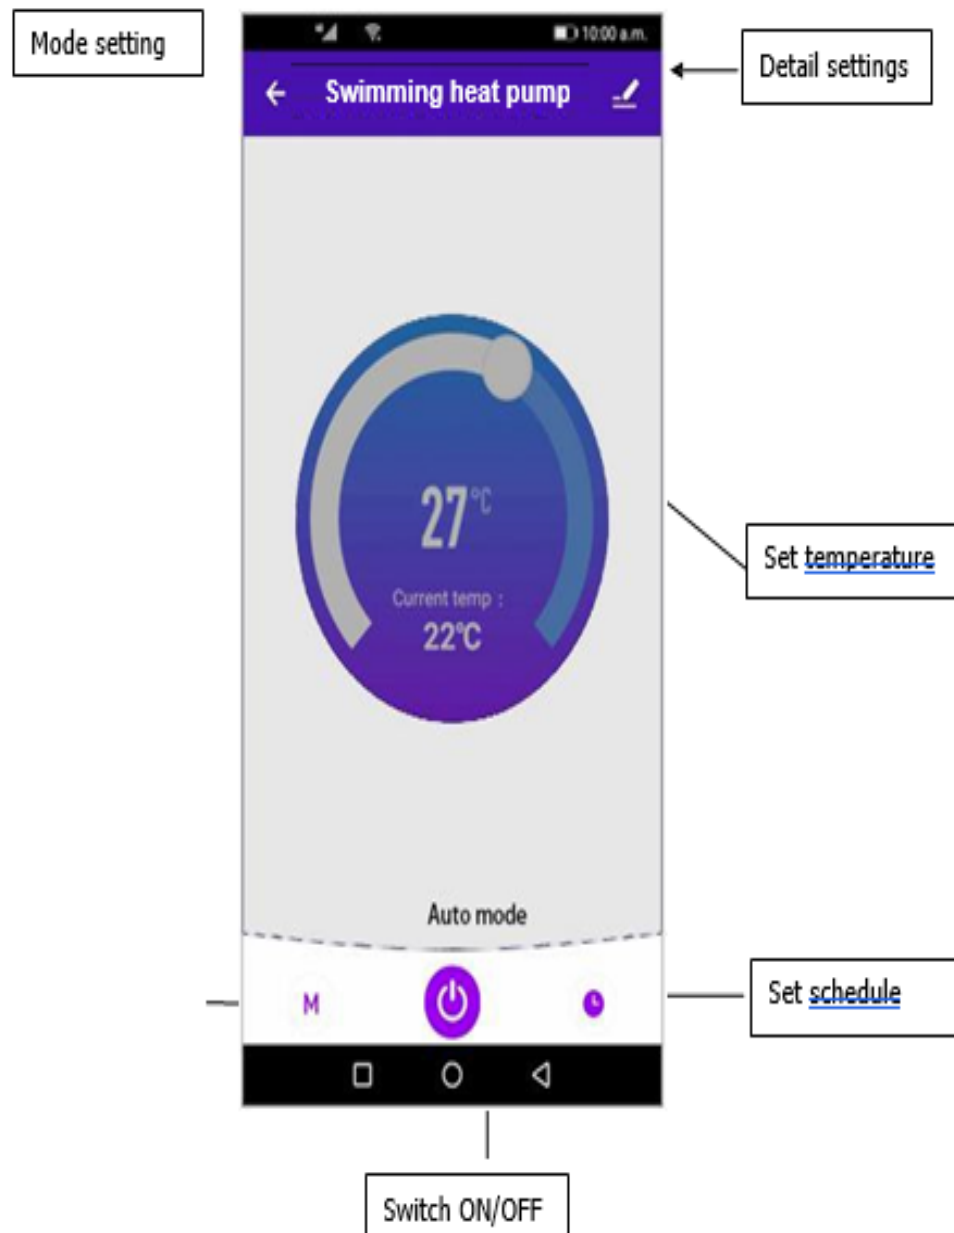 Mode setting
10:00 a.m.
Detail settings
Swimming heat pump
27°C
Set temperature
Current temp :
22°C
Auto mode
M
Set schedule
Switch ON/OFF